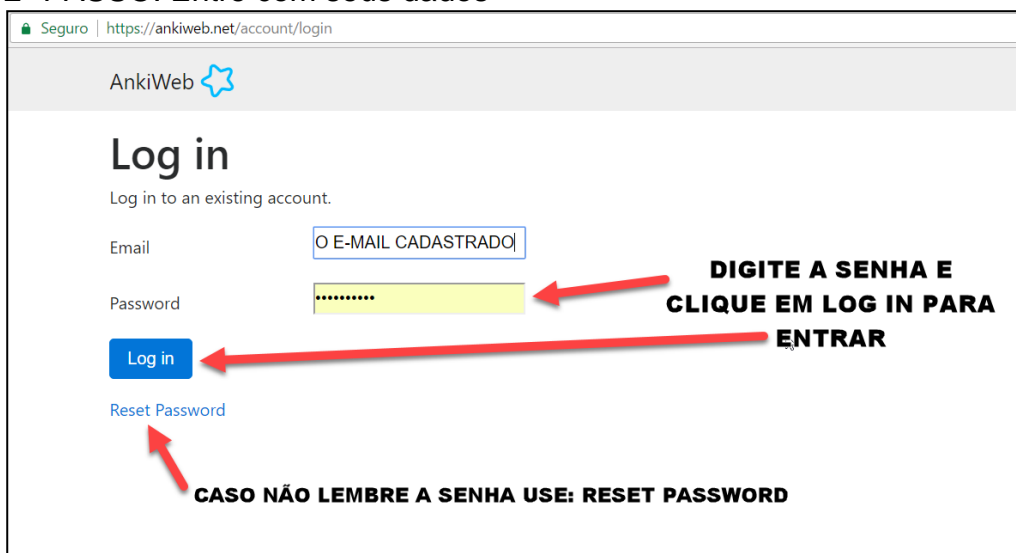 Seguro | https://ankiweb.net/account/login
AnkiWeb
Log in
Log in to an existing account.
Email
O E-MAIL CADASTRADO
Password
••••••••••
DIGITE A SENHA E
CLIQUE EM LOG IN PARA
ENTRAR
Log in
Reset Password
CASO NÃO LEMBRE A SENHA USE: RESET PASSWORD